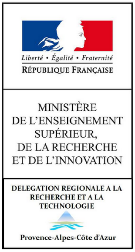 Liberté • Égalité • Fraternité
RÉPUBLIQUE FRANÇAISE
MINISTÈRE
DE L'ENSEIGNEMENT
SUPÉRIEUR,
DE LA RECHERCHE
ET DE L'INNOVATION
DELEGATION REGIONALE A LA
RECHERCHE ET A LA
TECHNOLOGIE
Provence-Alpes-Côte d'Azur